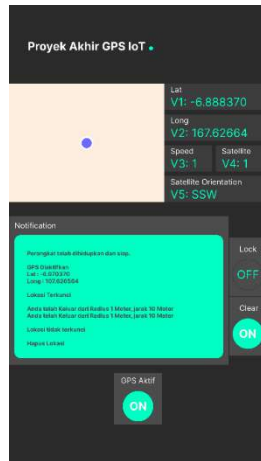 Proyek Akhir GPS IoT
Lat
V1: -6.888370
Long
V2: 167.62664
Speed
V3: 1
Satellite
V4: 1
Satellite Orientation
V5: SSW
Notification
Perangkat telah dihidupkan dan siap.
GPS Diaktifkan
Lat : -6.870370
Long : 107.626564
Lokasi Terkunci
Anda telah Keluar dari Radius 1 Meter, jarak 10 Meter
Anda telah Keluar dari Radius 1 Meter, jarak 10 Meter
Lokasi tidak terkunci
Hapus Lokasi
Lock
OFF
Clear
ON
GPS Aktif
ON